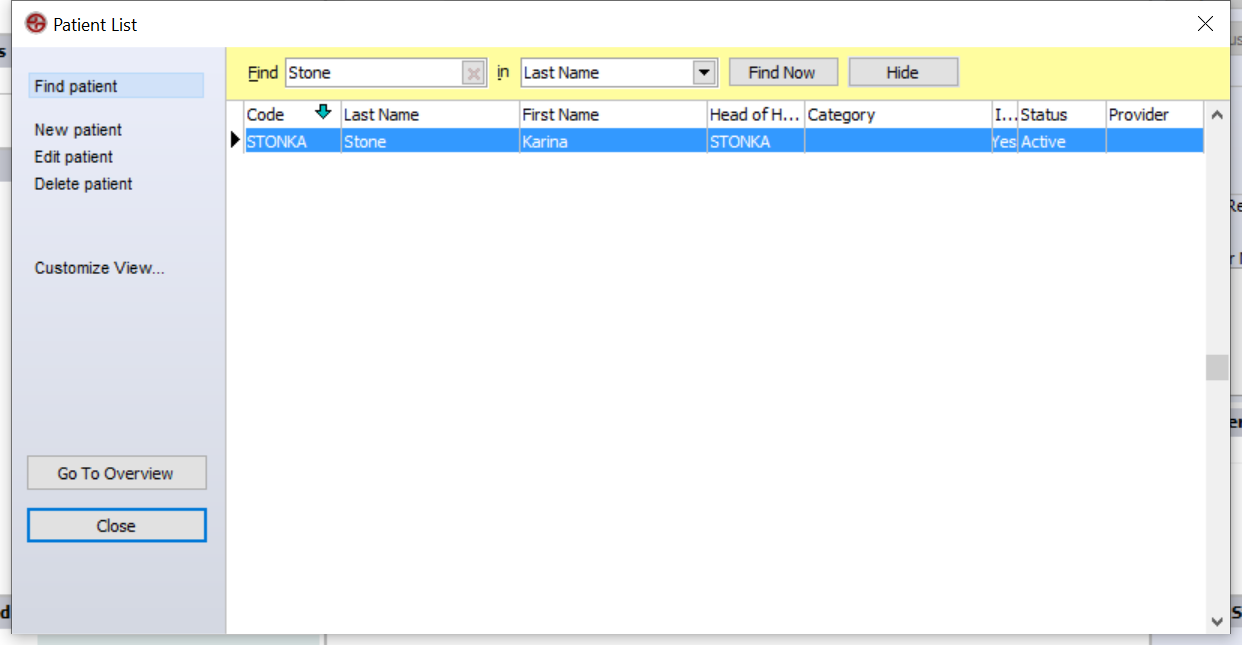 Patient List
Find patient
New patient
Edit patient
Delete patient
Customize View...
Go To Overview
Close
Find Stone in Last Name Find Now Hide
Code Last Name First Name Head of H... Category I... Status Provider
STONKA Stone Karina STONKA Yes Active